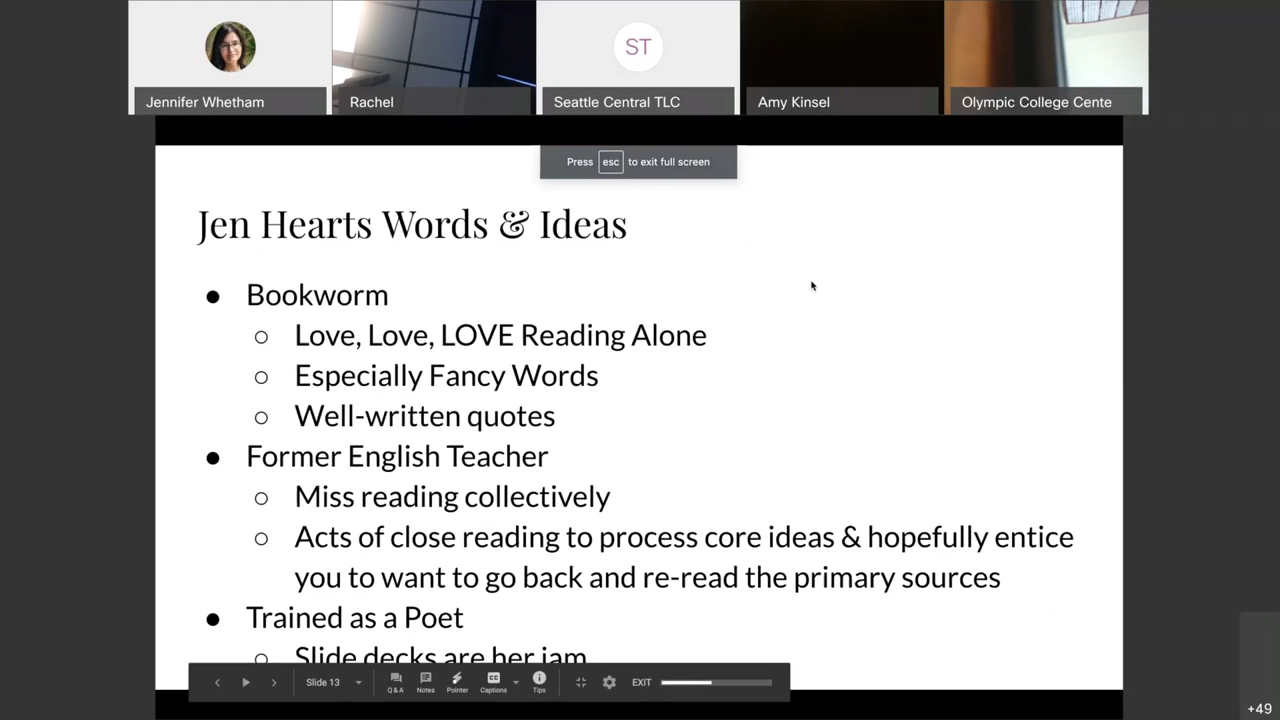 ST
Jennifer Whetham
Rachel
Seattle Central TLC
Amy Kinsel
Olympic College Cente
Press esc to exit full screen
Jen Hearts Words & Ideas
● Bookworm
○ Love, Love, LOVE Reading Alone
○ Especially Fancy Words
○ Well-written quotes
● Former English Teacher
○ Miss reading collectively
○ Acts of close reading to process core ideas & hopefully entice
you to want to go back and re-read the primary sources
● Trained as a Poet
○ Slide decks are her jam
Slide 13
Q & A
Notes
Pointer
CC
Captions
Tips
EXIT
+49